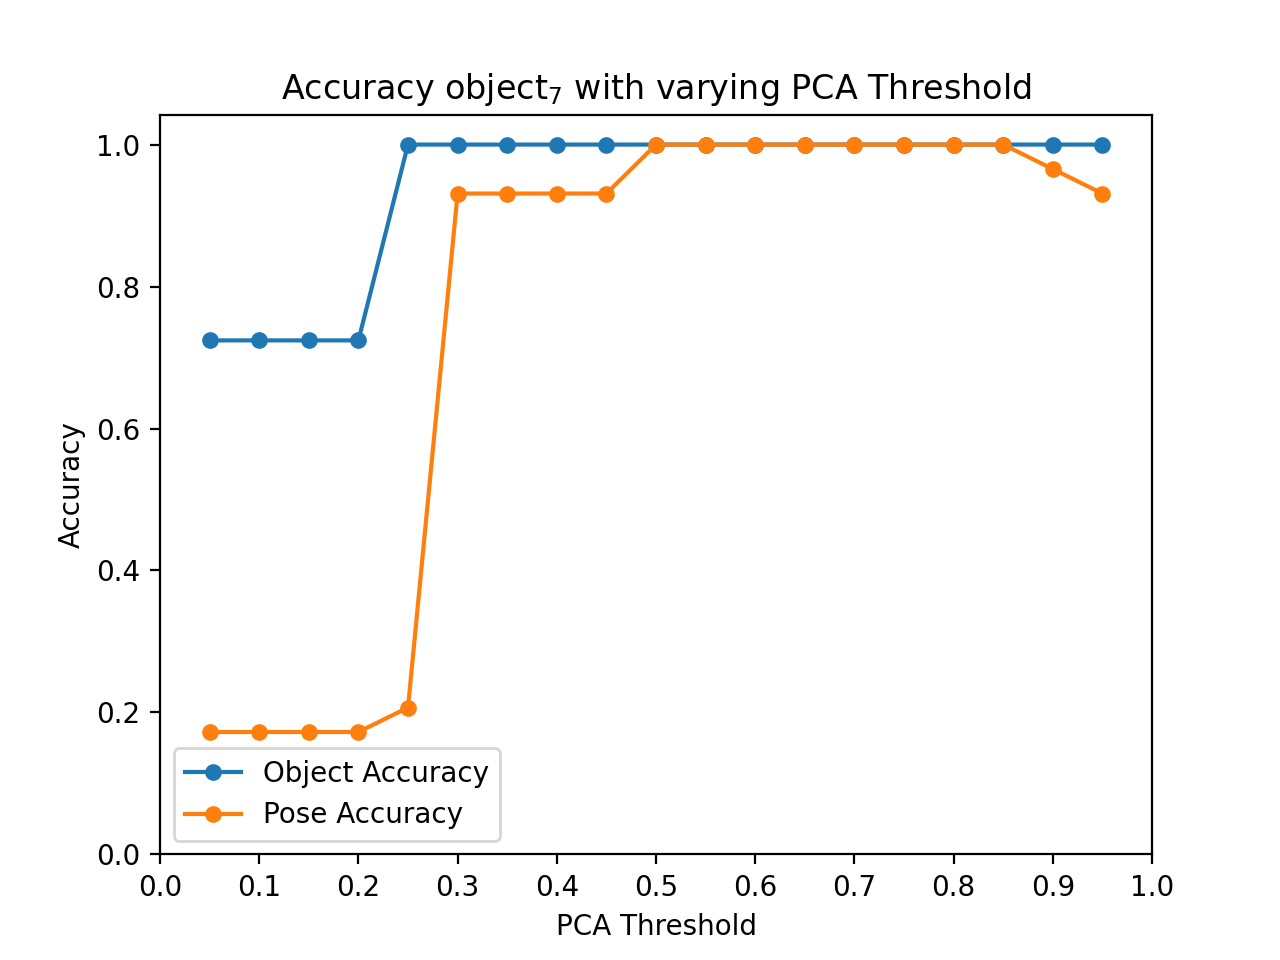 Accuracy object₇ with varying PCA Threshold
1.0
0.8
0.6
0.4
0.2
0.0
Accuracy
Object Accuracy
Pose Accuracy
0.0 0.1 0.2 0.3 0.4 0.5 0.6 0.7 0.8 0.9 1.0
PCA Threshold